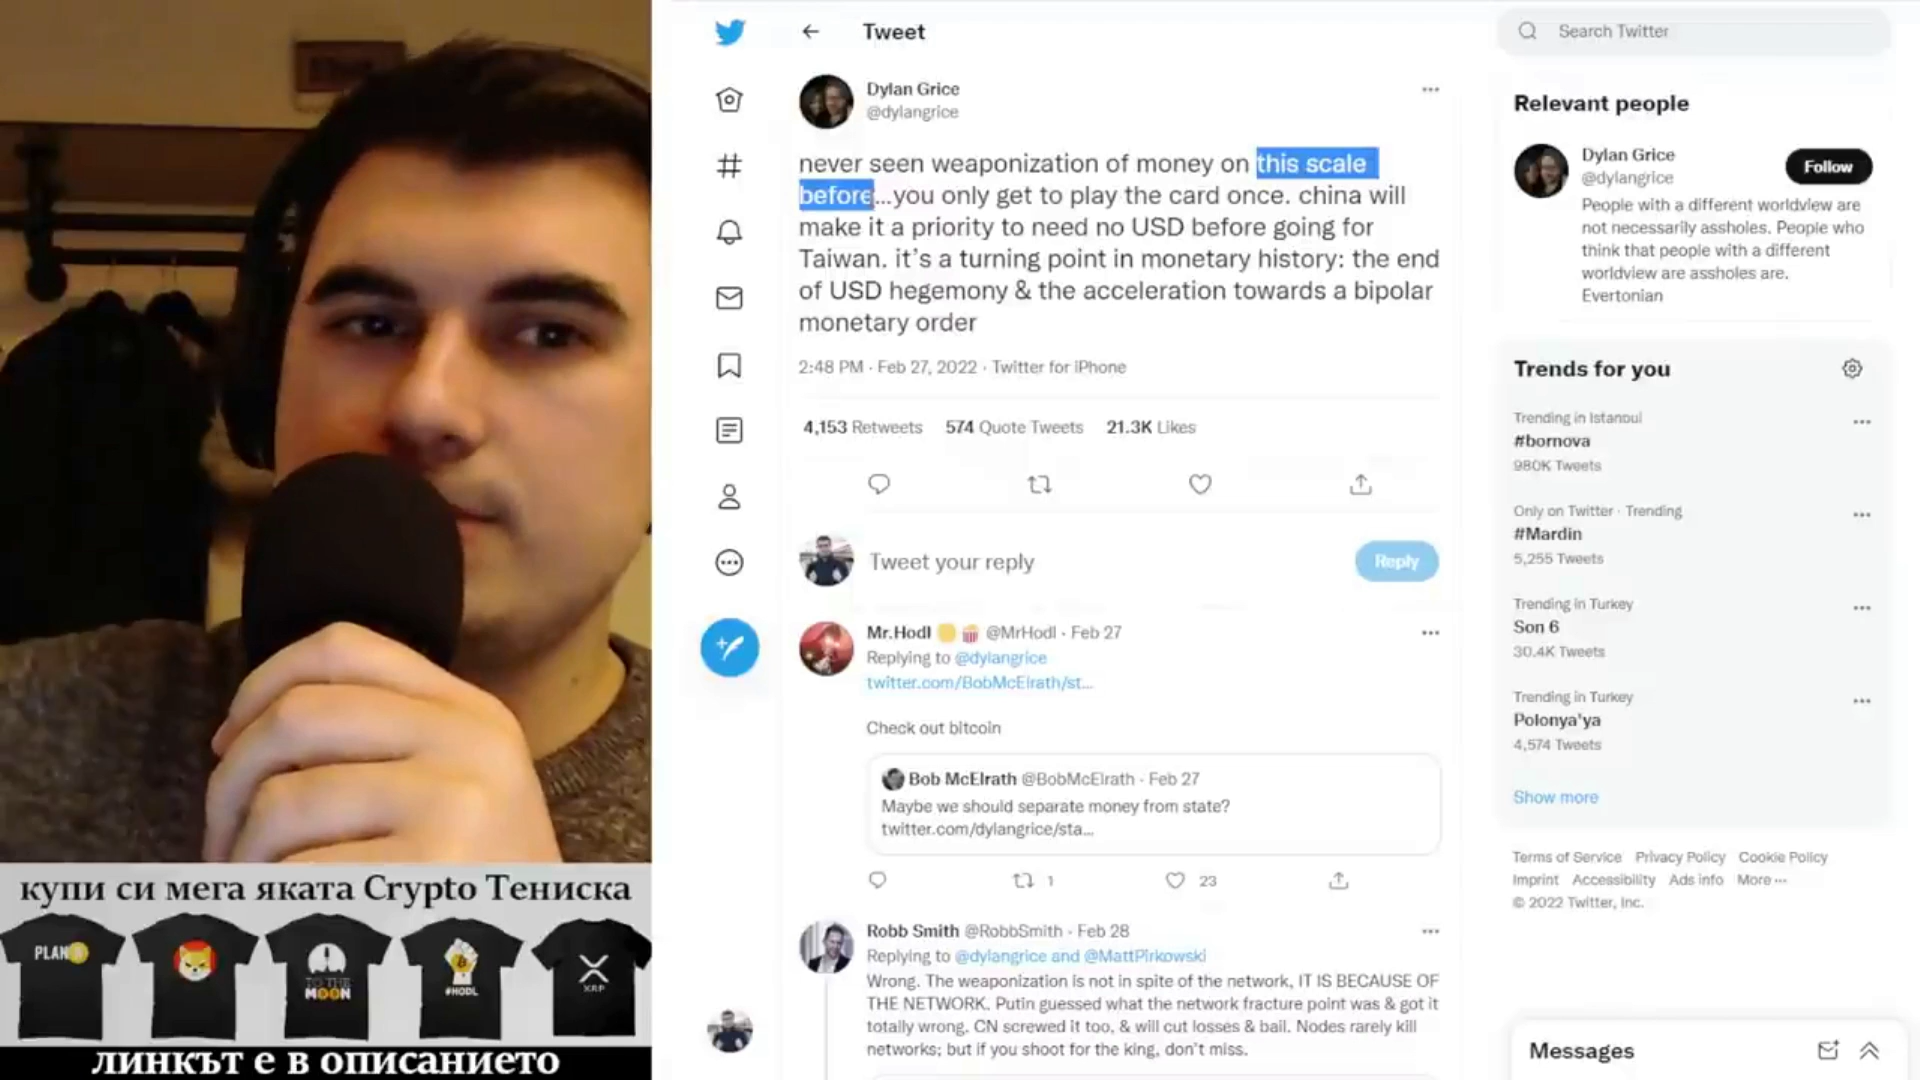 Tweet
Search Twitter
Dylan Grice
@dylangrice
never seen weaponization of money on this scale
before...you only get to play the card once. china will
make it a priority to need no USD before going for
Taiwan. it's a turning point in monetary history: the end
of USD hegemony & the acceleration towards a bipolar
monetary order
2:48 PM · Feb 27, 2022 · Twitter for iPhone
4,153 Retweets 574 Quote Tweets 21.3K Likes
Tweet your reply
Reply
Mr.Hodl @MrHodl · Feb 27
Replying to @dylangrice
twitter.com/BobMcElrath/st...
Check out bitcoin
Bob McElrath @BobMcElrath · Feb 27
Maybe we should separate money from state?
twitter.com/dylangrice/sta...
1 23
Robb Smith @RobbSmith · Feb 28
Replying to @dylangrice and @MattPirkowski
Wrong. The weaponization is not in spite of the network, IT IS BECAUSE OF
THE NETWORK. Putin guessed what the network fracture point was & got it
totally wrong. CN screwed it too, & will cut losses & bail. Nodes rarely kill
networks; but if you shoot for the king, don't miss.
Relevant people
Dylan Grice
@dylangrice
Follow
People with a different worldview are
not necessarily assholes. People who
think that people with a different
worldview are assholes are.
Evertonian
Trends for you
Trending in Istanbul
#bornova
980K Tweets
Only on Twitter · Trending
#Mardin
5,255 Tweets
Trending in Turkey
Son 6
30.4K Tweets
Trending in Turkey
Polonya'ya
4,574 Tweets
Show more
Terms of Service Privacy Policy Cookie Policy
Imprint Accessibility Ads info More ···
© 2022 Twitter, Inc.
Messages
купи си мега яката Crypto Тениска
PLAN B
TO THE
MOON
#HODL
XRP
линкът е в описанието